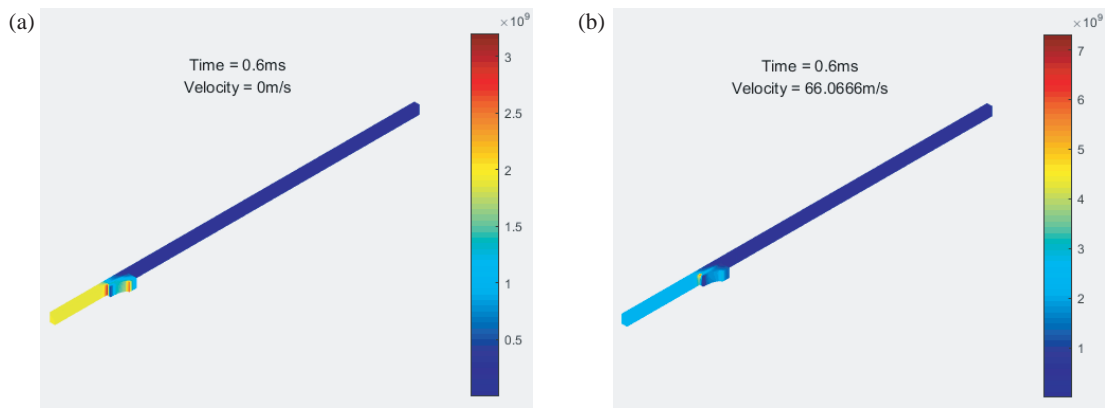 (a)
×10⁹
Time = 0.6ms
Velocity = 0m/s
3
2.5
2
1.5
1
0.5
(b)
×10⁹
Time = 0.6ms
Velocity = 66.0666m/s
7
6
5
4
3
2
1